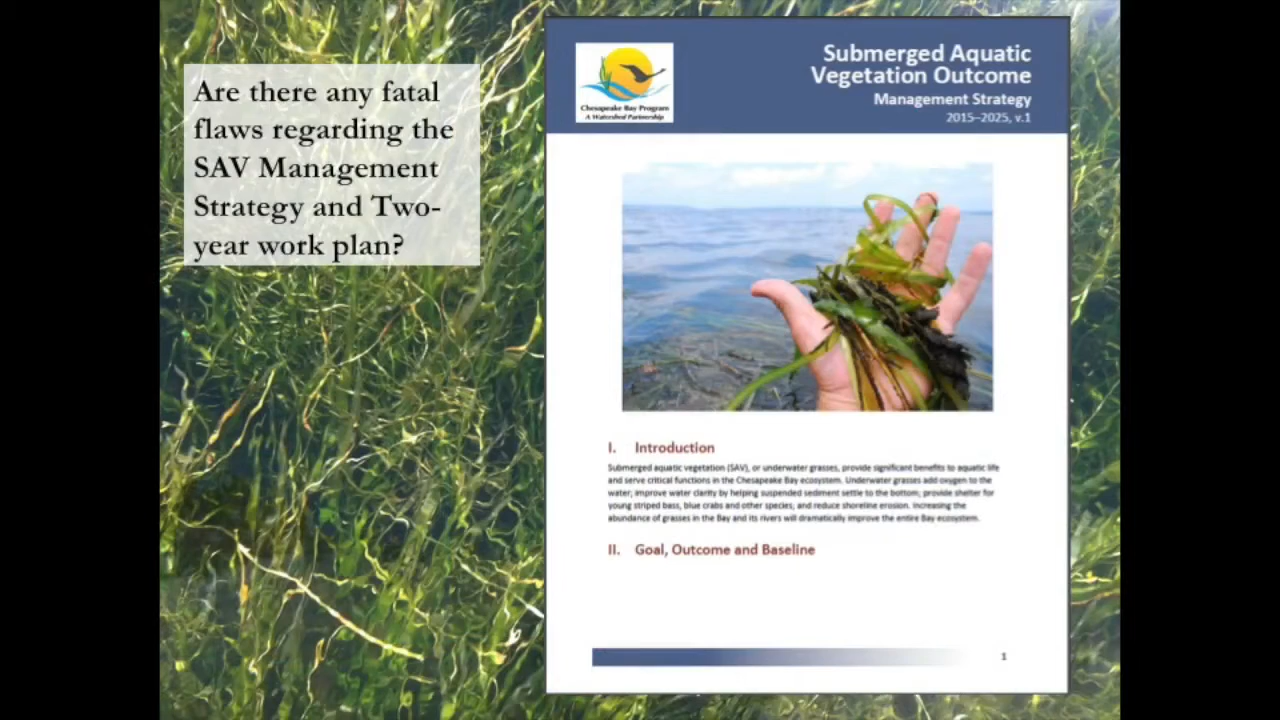 Are there any fatal
flaws regarding the
SAV Management
Strategy and Two-
year work plan?
Chesapeake Bay Program
A Watershed Partnership
Submerged Aquatic
Vegetation Outcome
Management Strategy
2015–2025, v.1
I. Introduction
Submerged aquatic vegetation (SAV), or underwater grasses, provide significant benefits to aquatic life
and serve critical functions in the Chesapeake Bay ecosystem. Underwater grasses add oxygen to the
water; improve water clarity by helping suspended sediment settle to the bottom; provide shelter for
young striped bass, blue crabs and other species; and reduce shoreline erosion. Increasing the
abundance of grasses in the Bay and its rivers will dramatically improve the entire Bay ecosystem.
II. Goal, Outcome and Baseline
1